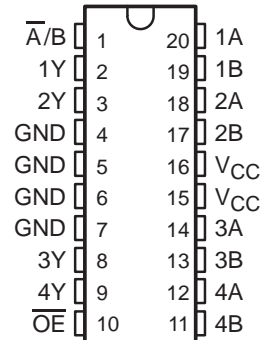 A̅/B 1 20 1A
1Y 2 19 1B
2Y 3 18 2A
GND 4 17 2B
GND 5 16 VCC
GND 6 15 VCC
GND 7 14 3A
3Y 8 13 3B
4Y 9 12 4A
O̅E̅ 10 11 4B